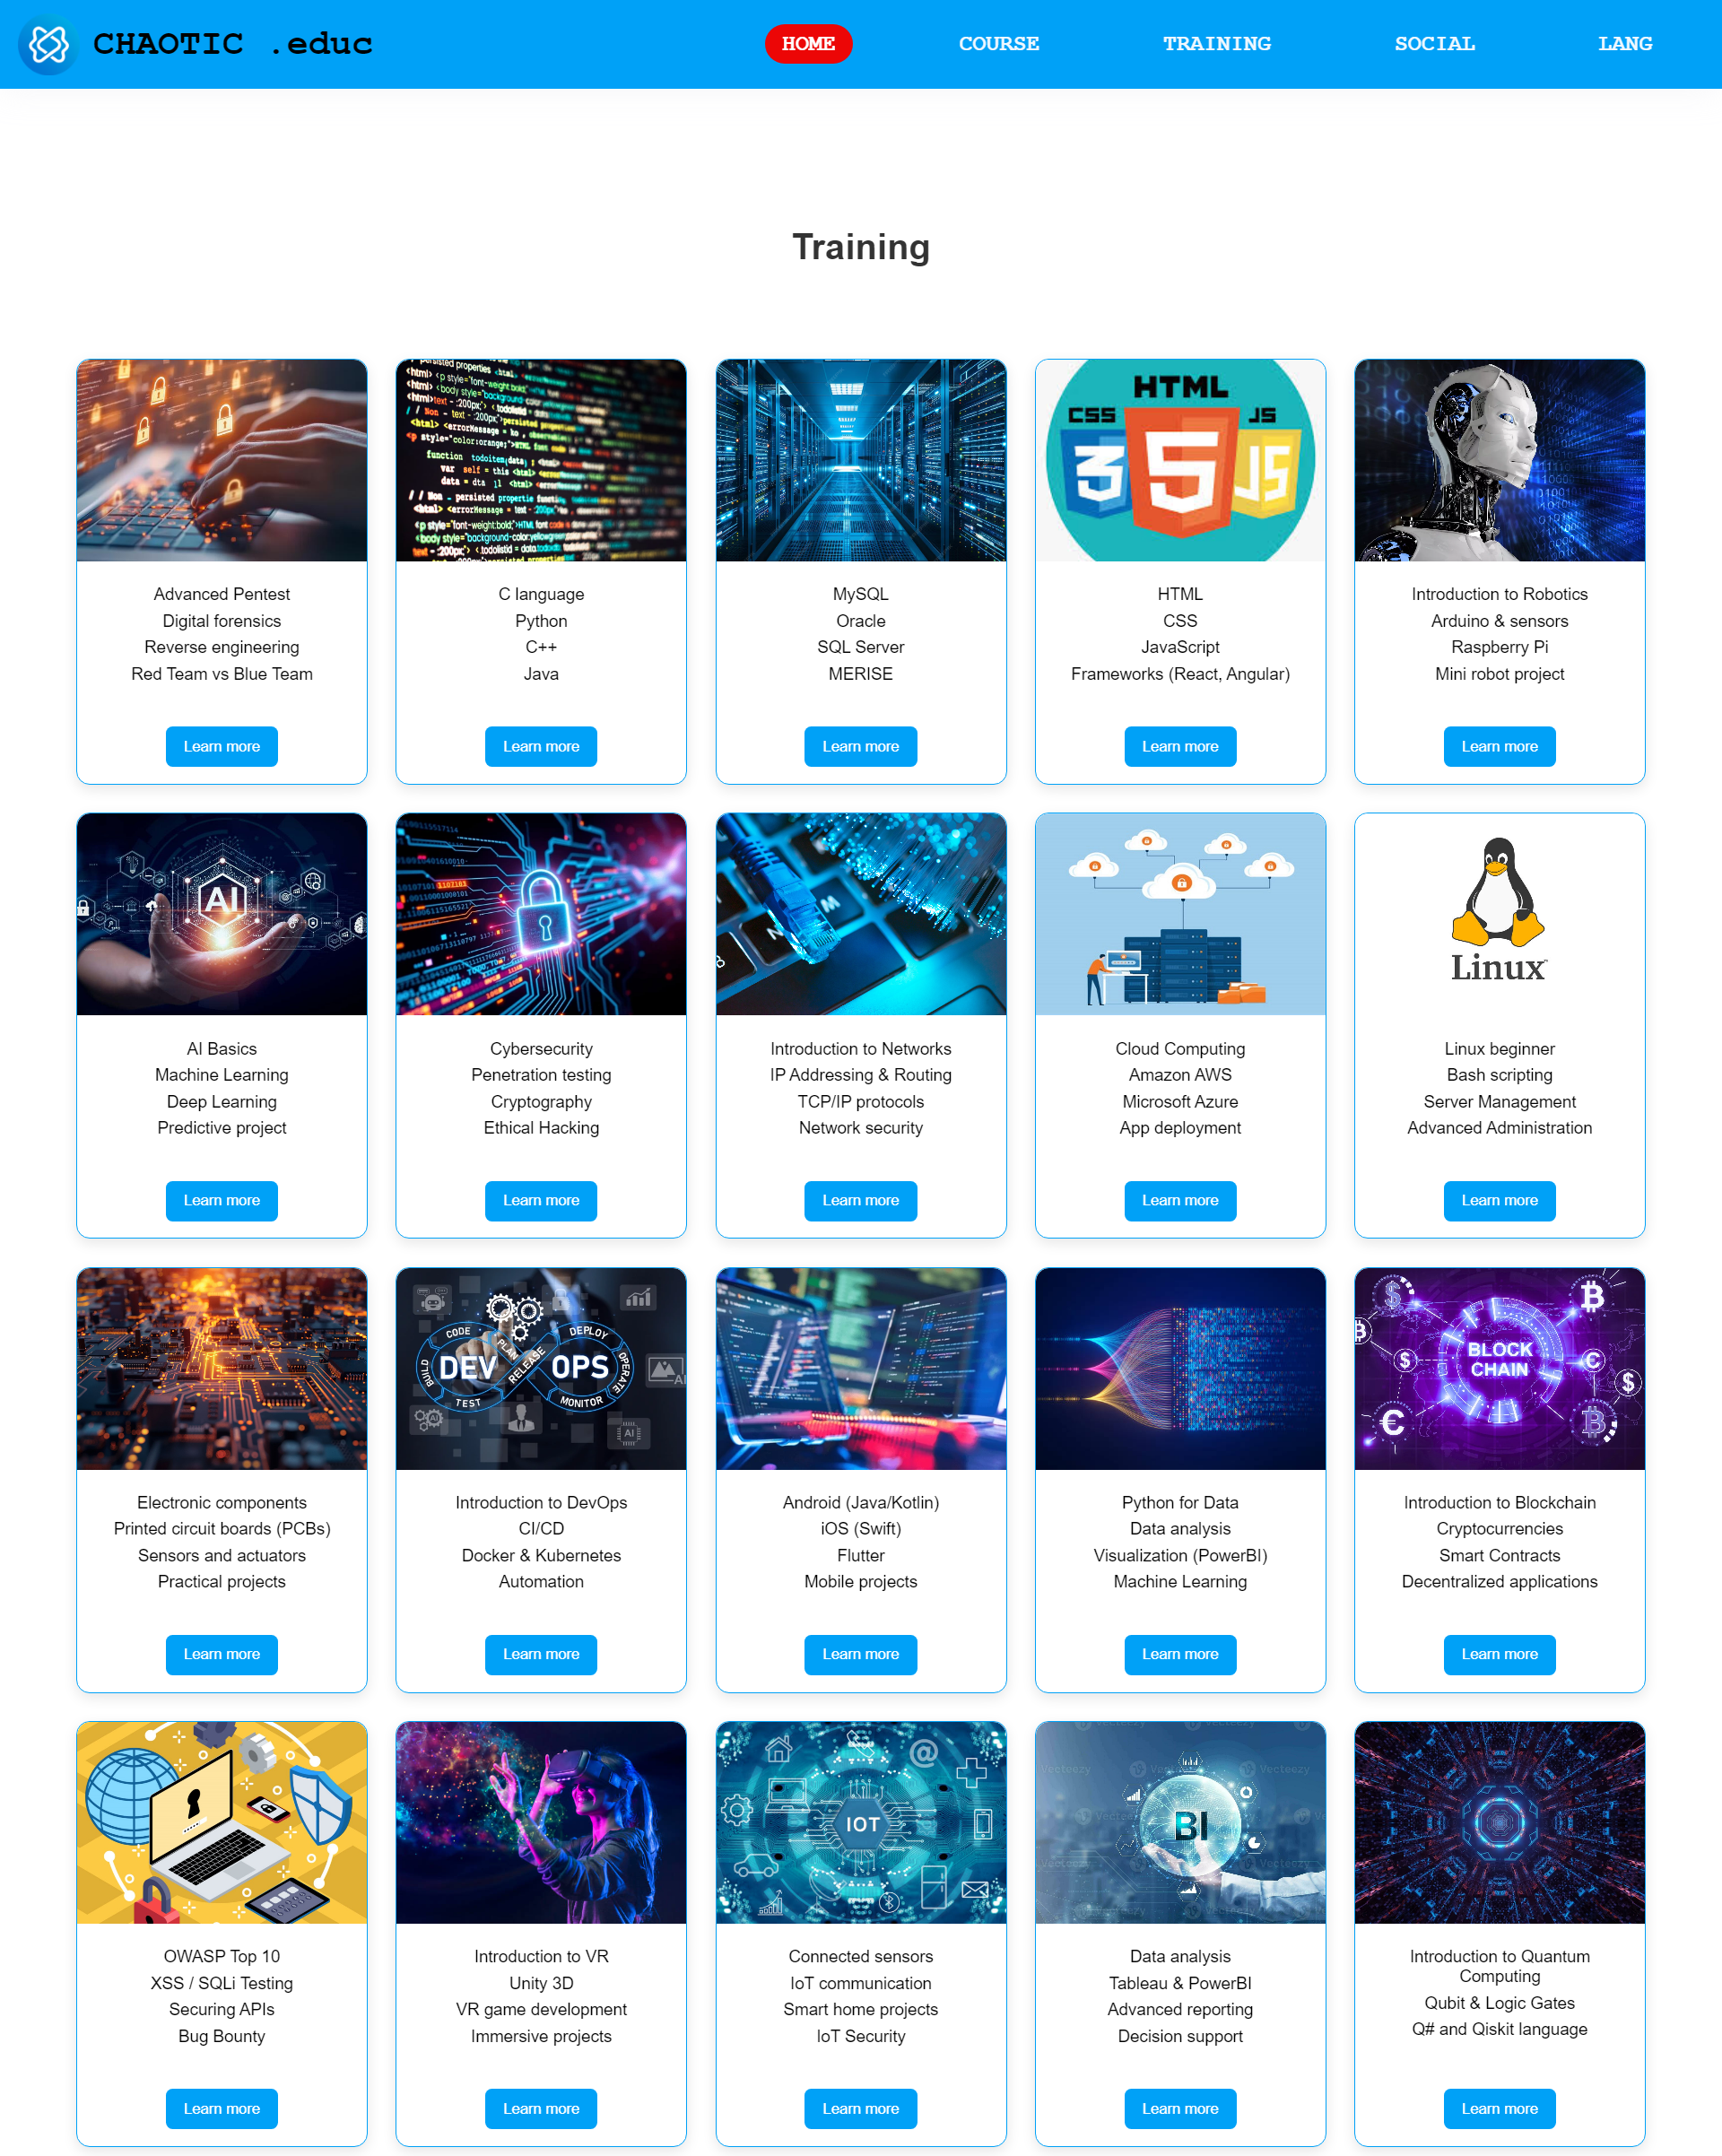 CHAOTIC .educ
HOME
COURSE
TRAINING
SOCIAL
LANG
Training
HTML
CSS
JS
3
5
JS
Advanced Pentest
Digital forensics
Reverse engineering
Red Team vs Blue Team
Learn more
C language
Python
C++
Java
Learn more
MySQL
Oracle
SQL Server
MERISE
Learn more
HTML
CSS
JavaScript
Frameworks (React, Angular)
Learn more
Introduction to Robotics
Arduino & sensors
Raspberry Pi
Mini robot project
Learn more
AI
Linux
AI Basics
Machine Learning
Deep Learning
Predictive project
Learn more
Cybersecurity
Penetration testing
Cryptography
Ethical Hacking
Learn more
Introduction to Networks
IP Addressing & Routing
TCP/IP protocols
Network security
Learn more
Cloud Computing
Amazon AWS
Microsoft Azure
App deployment
Learn more
Linux beginner
Bash scripting
Server Management
Advanced Administration
Learn more
CODE
PLAN
DEPLOY
BUILD
DEV
RELEASE
OPS
OPERATE
TEST
MONITOR
AI
BLOCK
CHAIN
Electronic components
Printed circuit boards (PCBs)
Sensors and actuators
Practical projects
Learn more
Introduction to DevOps
CI/CD
Docker & Kubernetes
Automation
Learn more
Android (Java/Kotlin)
iOS (Swift)
Flutter
Mobile projects
Learn more
Python for Data
Data analysis
Visualization (PowerBI)
Machine Learning
Learn more
Introduction to Blockchain
Cryptocurrencies
Smart Contracts
Decentralized applications
Learn more
IOT
BI
Vecteezy
OWASP Top 10
XSS / SQLi Testing
Securing APIs
Bug Bounty
Learn more
Introduction to VR
Unity 3D
VR game development
Immersive projects
Learn more
Connected sensors
IoT communication
Smart home projects
IoT Security
Learn more
Data analysis
Tableau & PowerBI
Advanced reporting
Decision support
Learn more
Introduction to Quantum
Computing
Qubit & Logic Gates
Q# and Qiskit language
Learn more